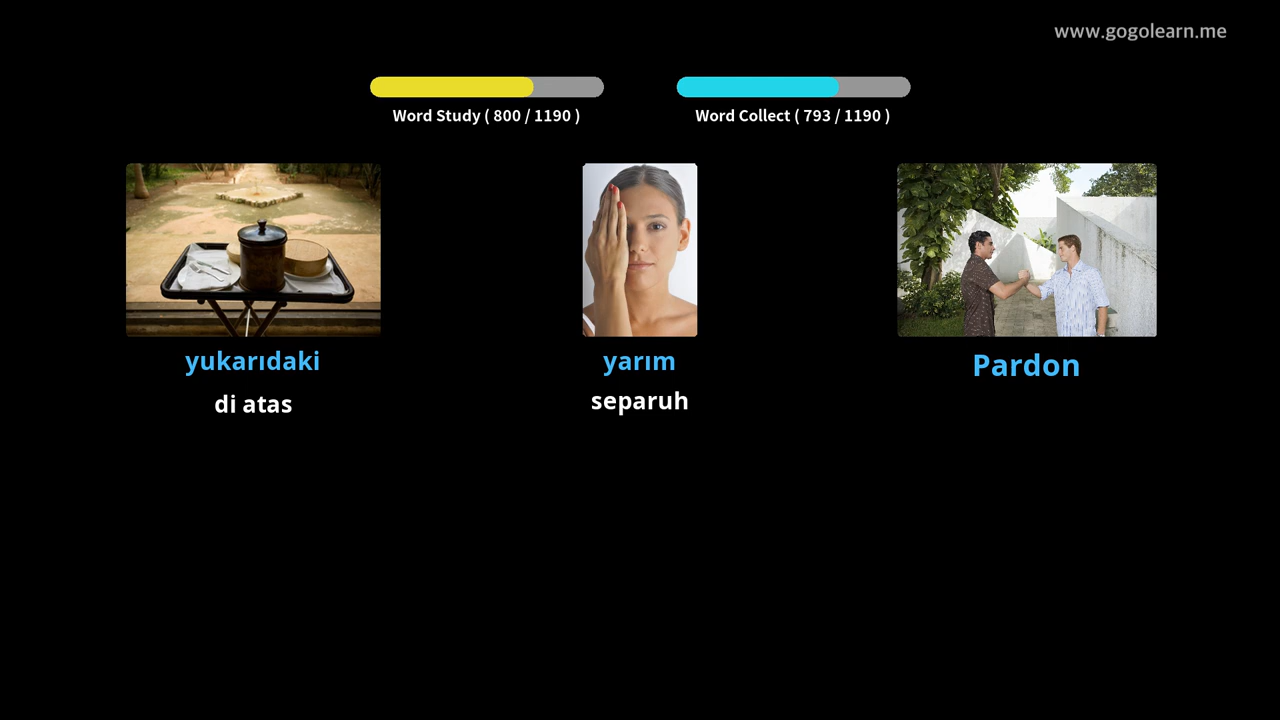 www.gogolearn.me
Word Study ( 800 / 1190 )
Word Collect ( 793 / 1190 )
yukarıdaki
di atas
yarım
separuh
Pardon